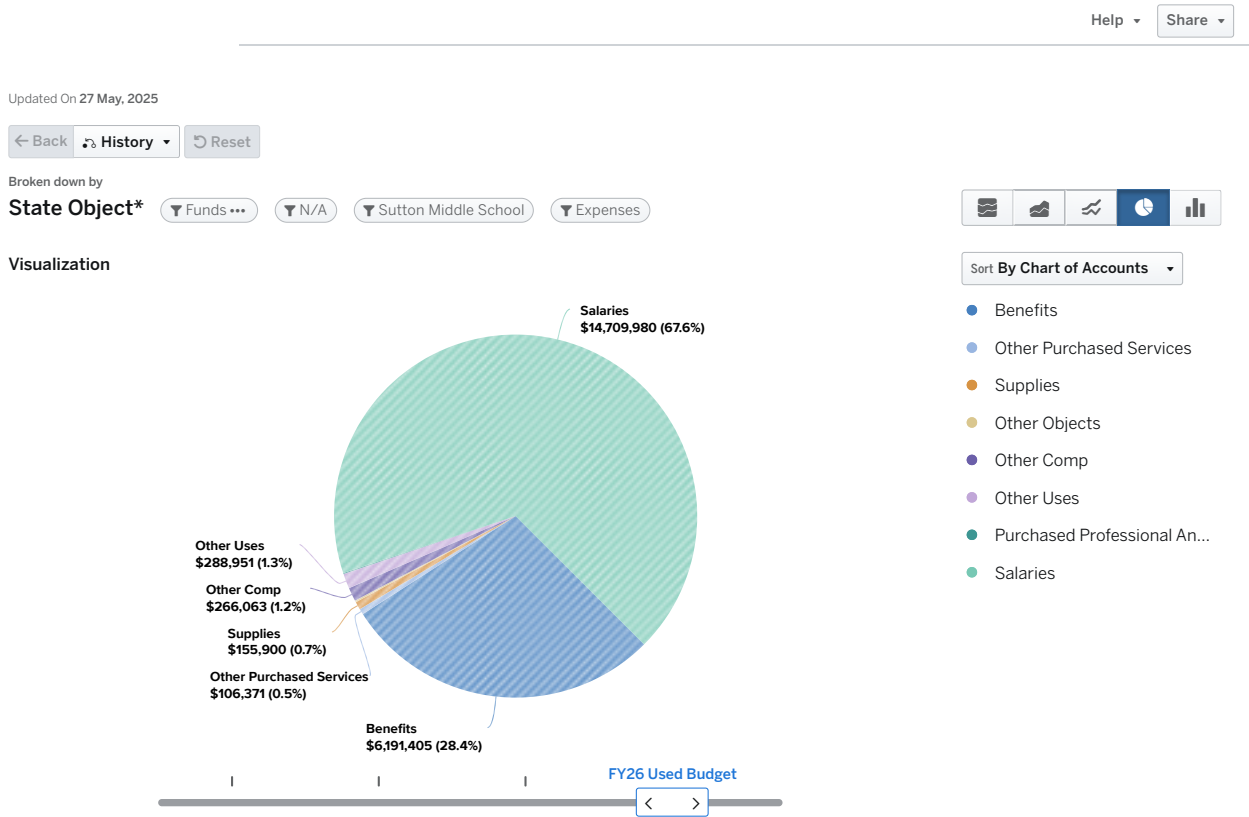 Help
Share
Updated On 27 May, 2025
Back
History
Reset
Broken down by
State Object*
Funds •••
N/A
Sutton Middle School
Expenses
Visualization
Sort By Chart of Accounts
Benefits
Other Purchased Services
Supplies
Other Objects
Other Comp
Other Uses
Purchased Professional An...
Salaries
Salaries
$14,709,980 (67.6%)
Other Uses
$288,951 (1.3%)
Other Comp
$266,063 (1.2%)
Supplies
$155,900 (0.7%)
Other Purchased Services
$106,371 (0.5%)
Benefits
$6,191,405 (28.4%)
FY26 Used Budget